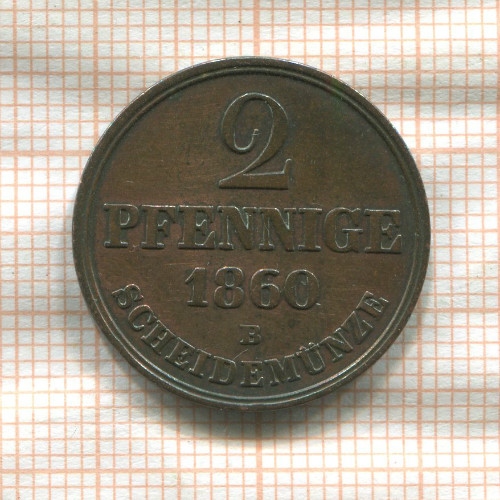 2
PFENNIGE
1860
B
SCHEIDEMÜNZE